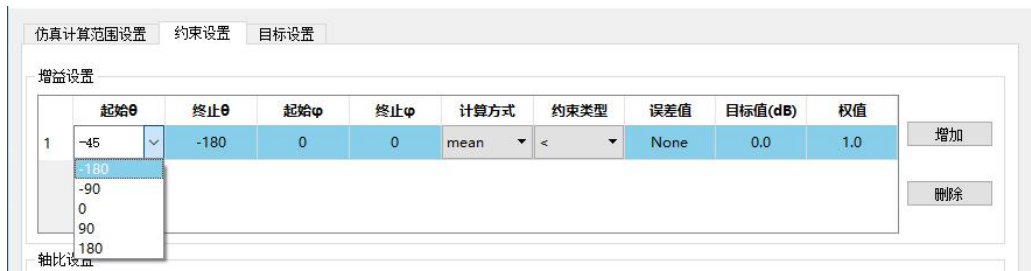 仿真计算范围设置 约束设置 目标设置
增益设置
起始θ 终止θ 起始φ 终止φ 计算方式 约束类型 误差值 目标值(dB) 权值
1 -45 -180 0 0 mean < None 0.0 1.0
增加
-180
-90
0
90
180
删除
轴比设置